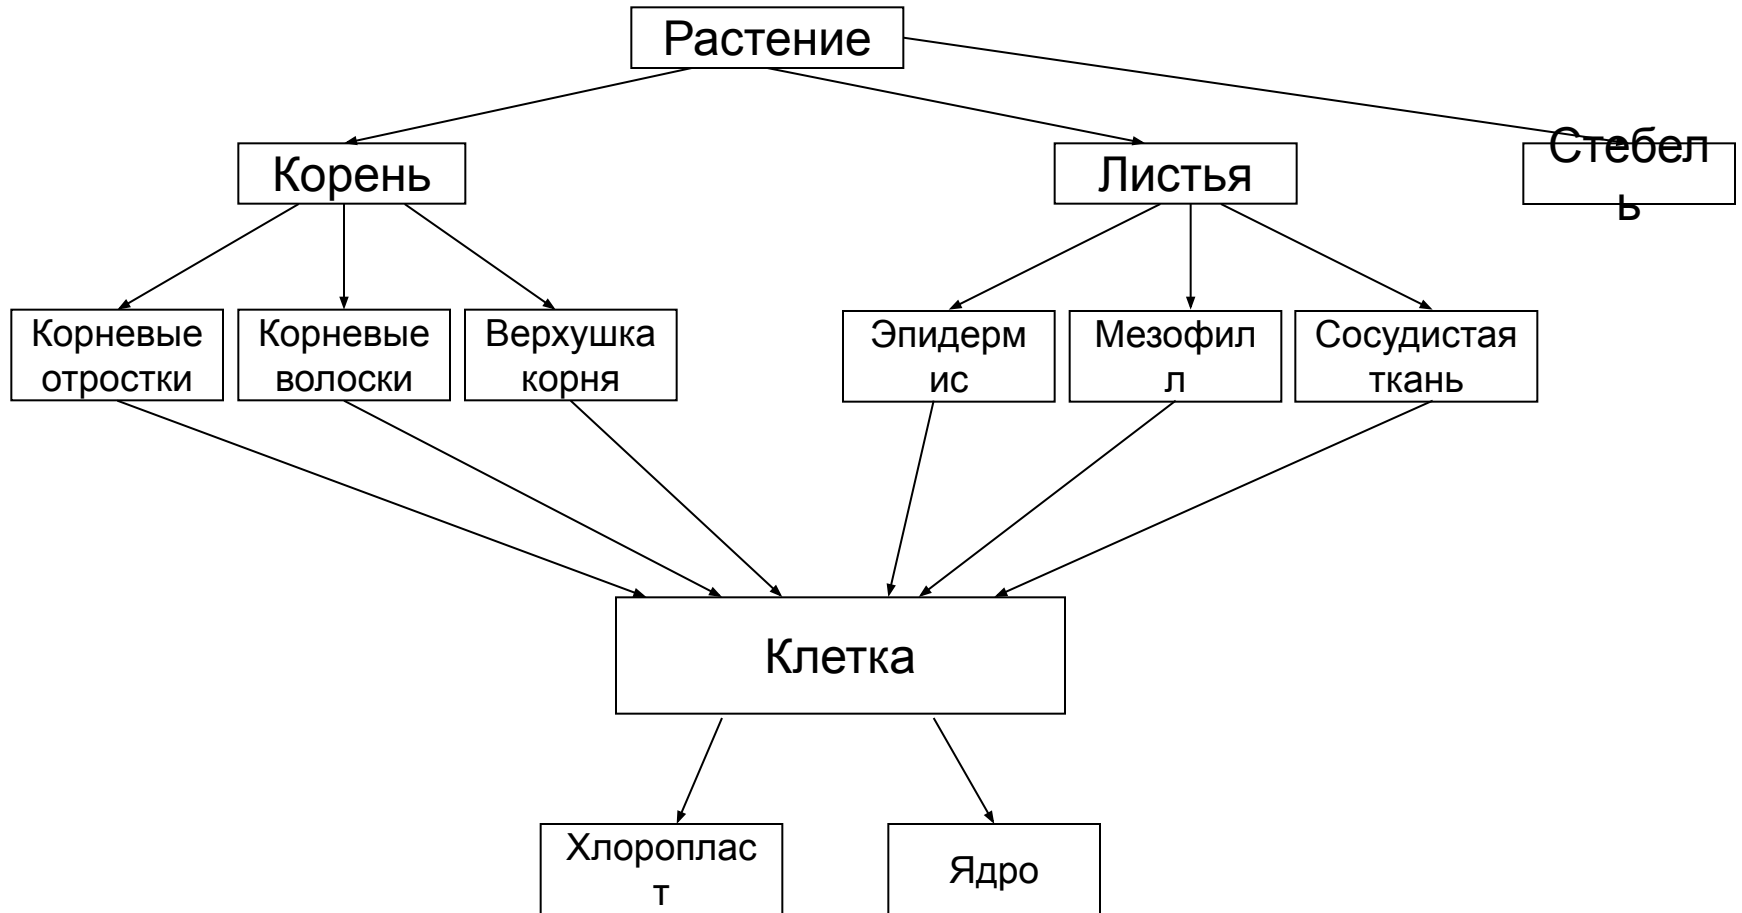 Растение
Корень
Листья
Стебел
ь
Корневые
отростки
Корневые
волоски
Верхушка
корня
Эпидерм
ис
Мезофил
л
Сосудистая
ткань
Клетка
Хлороплас
т
Ядро